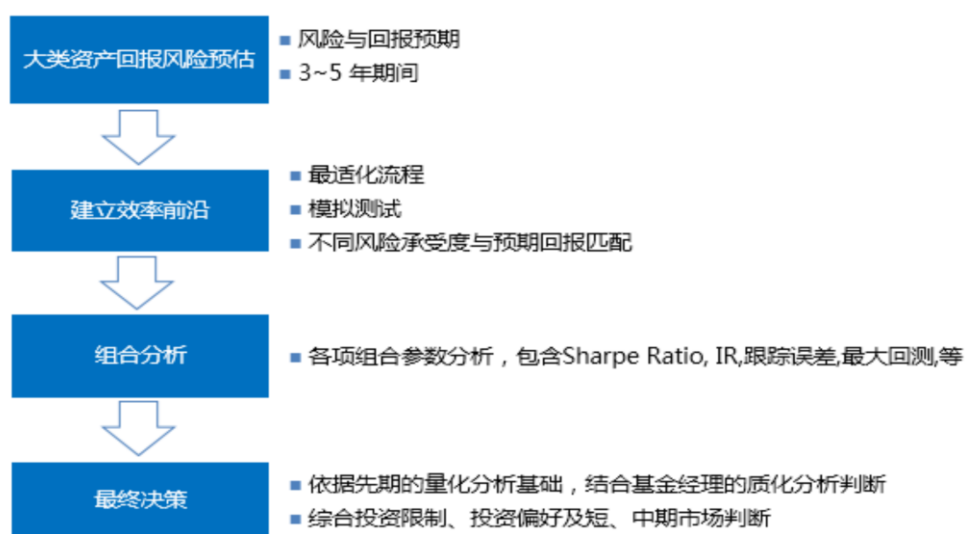 大类资产回报风险预估
■ 风险与回报预期
■ 3~5 年期间
建立效率前沿
■ 最适化流程
■ 模拟测试
■ 不同风险承受度与预期回报匹配
组合分析
■ 各项组合参数分析，包含Sharpe Ratio, IR,跟踪误差,最大回测,等
最终决策
■ 依据先期的量化分析基础，结合基金经理的质化分析判断
■ 综合投资限制、投资偏好及短、中期市场判断